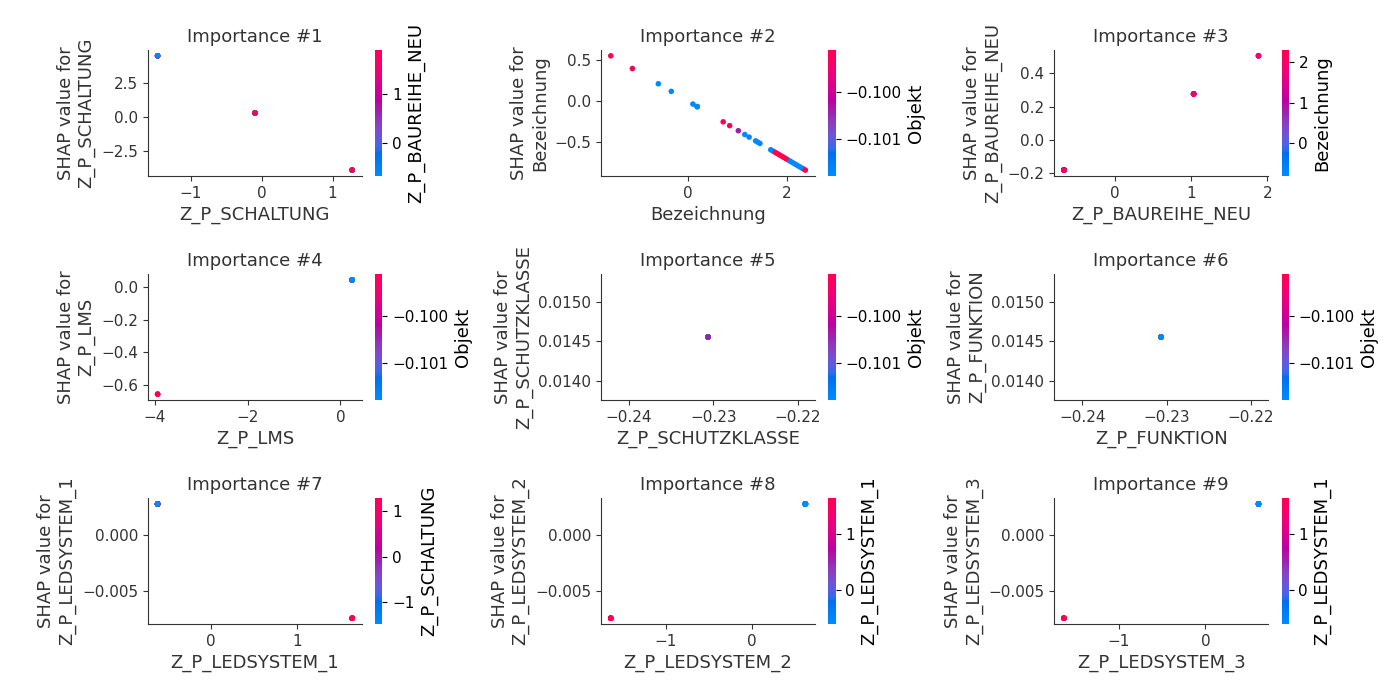 Importance #1
SHAP value for
Z_P_SCHALTUNG
2.5
0.0
−2.5
−1
0
1
Z_P_SCHALTUNG
1
0
Z_P_BAUREIHE_NEU
Importance #2
SHAP value for
Bezeichnung
0.5
0.0
−0.5
0
2
Bezeichnung
−0.100
−0.101
Objekt
Importance #3
SHAP value for
Z_P_BAUREIHE_NEU
0.4
0.2
0.0
−0.2
0
1
2
Z_P_BAUREIHE_NEU
2
1
0
Bezeichnung
Importance #4
SHAP value for
Z_P_LMS
0.0
−0.2
−0.4
−0.6
−4
−2
0
Z_P_LMS
−0.100
−0.101
Objekt
Importance #5
SHAP value for
Z_P_SCHUTZKLASSE
0.0150
0.0145
0.0140
−0.24
−0.23
−0.22
Z_P_SCHUTZKLASSE
−0.100
−0.101
Objekt
Importance #6
SHAP value for
Z_P_FUNKTION
0.0150
0.0145
0.0140
−0.24
−0.23
−0.22
Z_P_FUNKTION
−0.100
−0.101
Objekt
Importance #7
SHAP value for
Z_P_LEDSYSTEM_1
0.000
−0.005
0
1
Z_P_LEDSYSTEM_1
1
0
−1
Z_P_SCHALTUNG
Importance #8
SHAP value for
Z_P_LEDSYSTEM_2
0.000
−0.005
−1
0
Z_P_LEDSYSTEM_2
1
0
Z_P_LEDSYSTEM_1
Importance #9
SHAP value for
Z_P_LEDSYSTEM_3
0.000
−0.005
−1
0
Z_P_LEDSYSTEM_3
1
0
Z_P_LEDSYSTEM_1